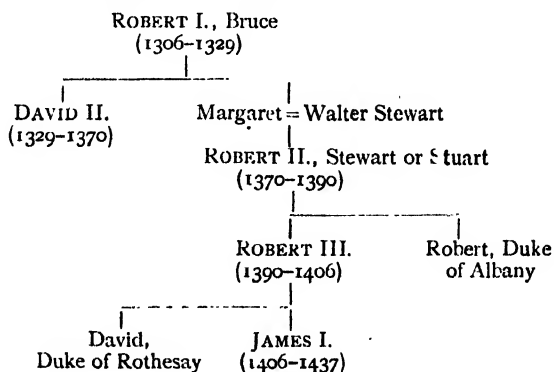 ROBERT I., Bruce
(1306–1329)
DAVID II.
(1329–1370)
Margaret = Walter Stewart
ROBERT II., Stewart or Stuart
(1370–1390)
ROBERT III.
(1390–1406)
Robert, Duke
of Albany
David,
Duke of Rothesay
JAMES I.
(1406–1437)